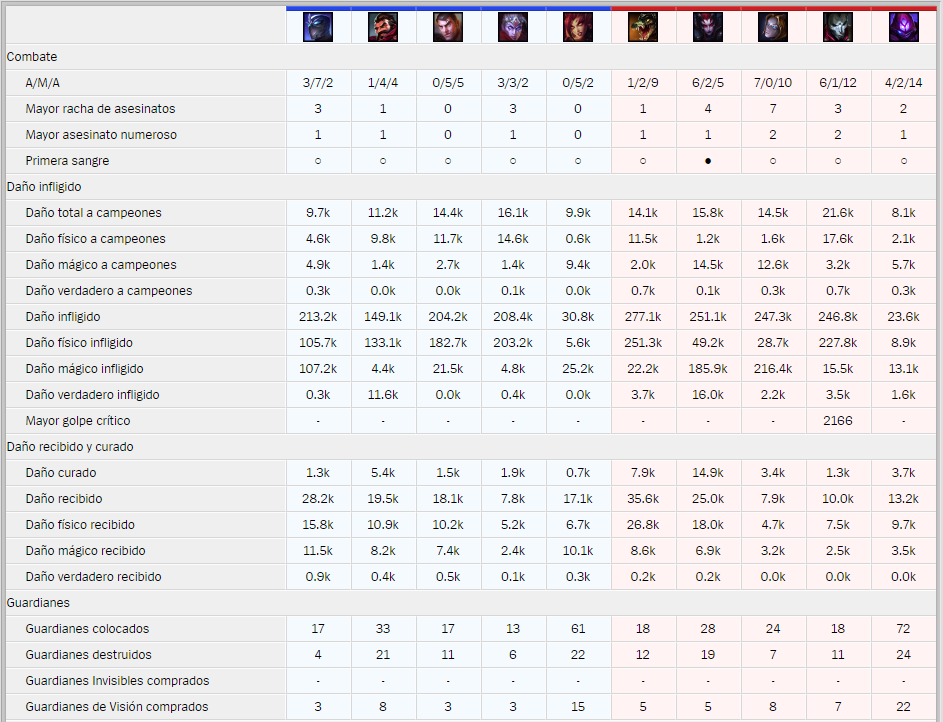 Combate
A/M/A 3/7/2 1/4/4 0/5/5 3/3/2 0/5/2 1/2/9 6/2/5 7/0/10 6/1/12 4/2/14
Mayor racha de asesinatos 3 1 0 3 0 1 4 7 3 2
Mayor asesinato numeroso 1 1 0 1 0 1 1 2 2 1
Primera sangre ○ ○ ○ ○ ○ ○ ● ○ ○ ○
Daño infligido
Daño total a campeones 9.7k 11.2k 14.4k 16.1k 9.9k 14.1k 15.8k 14.5k 21.6k 8.1k
Daño físico a campeones 4.6k 9.8k 11.7k 14.6k 0.6k 11.5k 1.2k 1.6k 17.6k 2.1k
Daño mágico a campeones 4.9k 1.4k 2.7k 1.4k 9.4k 2.0k 14.5k 12.6k 3.2k 5.7k
Daño verdadero a campeones 0.3k 0.0k 0.0k 0.1k 0.0k 0.7k 0.1k 0.3k 0.7k 0.3k
Daño infligido 213.2k 149.1k 204.2k 208.4k 30.8k 277.1k 251.1k 247.3k 246.8k 23.6k
Daño físico infligido 105.7k 133.1k 182.7k 203.2k 5.6k 251.3k 49.2k 28.7k 227.8k 8.9k
Daño mágico infligido 107.2k 4.4k 21.5k 4.8k 25.2k 22.2k 185.9k 216.4k 15.5k 13.1k
Daño verdadero infligido 0.3k 11.6k 0.0k 0.4k 0.0k 3.7k 16.0k 2.2k 3.5k 1.6k
Mayor golpe crítico - - - - - - - - 2166 -
Daño recibido y curado
Daño curado 1.3k 5.4k 1.5k 1.9k 0.7k 7.9k 14.9k 3.4k 1.3k 3.7k
Daño recibido 28.2k 19.5k 18.1k 7.8k 17.1k 35.6k 25.0k 7.9k 10.0k 13.2k
Daño físico recibido 15.8k 10.9k 10.2k 5.2k 6.7k 26.8k 18.0k 4.7k 7.5k 9.7k
Daño mágico recibido 11.5k 8.2k 7.4k 2.4k 10.1k 8.6k 6.9k 3.2k 2.5k 3.5k
Daño verdadero recibido 0.9k 0.4k 0.5k 0.1k 0.3k 0.2k 0.2k 0.0k 0.0k 0.0k
Guardianes
Guardianes colocados 17 33 17 13 61 18 28 24 18 72
Guardianes destruidos 4 21 11 6 22 12 19 7 11 24
Guardianes Invisibles comprados - - - - - - - - - -
Guardianes de Visión comprados 3 8 3 3 15 5 5 8 7 22